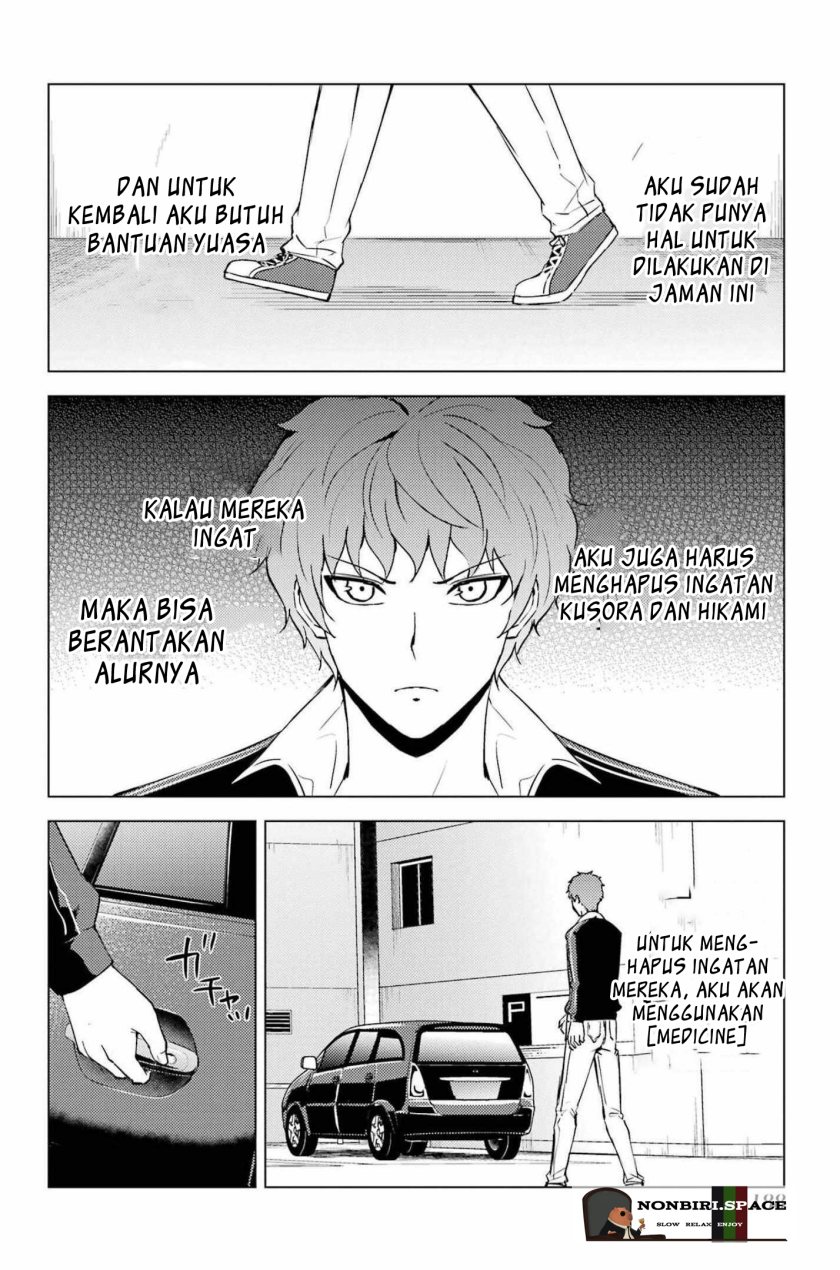 AKU SUDAH
TIDAK PUNYA
HAL UNTUK
DILAKUKAN DI
JAMAN INI
DAN UNTUK
KEMBALI AKU BUTUH
BANTUAN YUASA
AKU JUGA HARUS
MENGHAPUS INGATAN
KUSORA DAN HIKAMI
KALAU MEREKA
INGAT
MAKA BISA
BERANTAKAN
ALURNYA
UNTUK MENG-
HAPUS INGATAN
MEREKA, AKU AKAN
MENGGUNAKAN
[MEDICINE]
P
ガチャッ
188
NONBIRI.SPACE
SLOW RELAX ENJOY